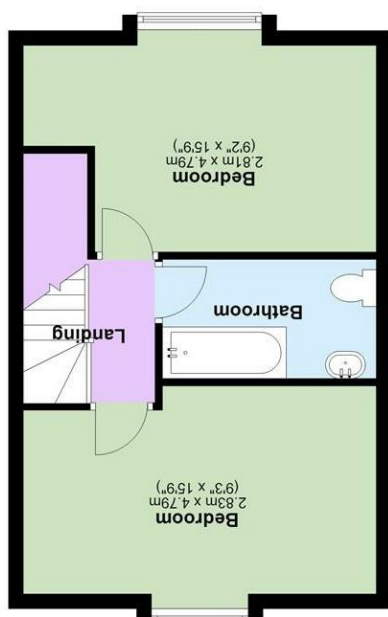 Bedroom
2.83m x 4.79m
(9'3" x 15'9")
Landing
Bathroom
Bedroom
2.81m x 4.79m
(9'2" x 15'9")